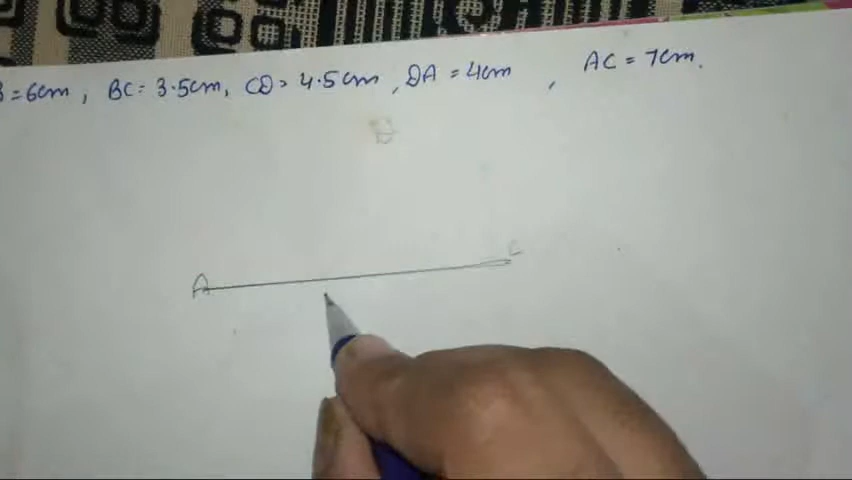 B = 6cm, BC = 3.5cm, CD = 4.5cm, DA = 4cm, AC = 7cm.
D
A C